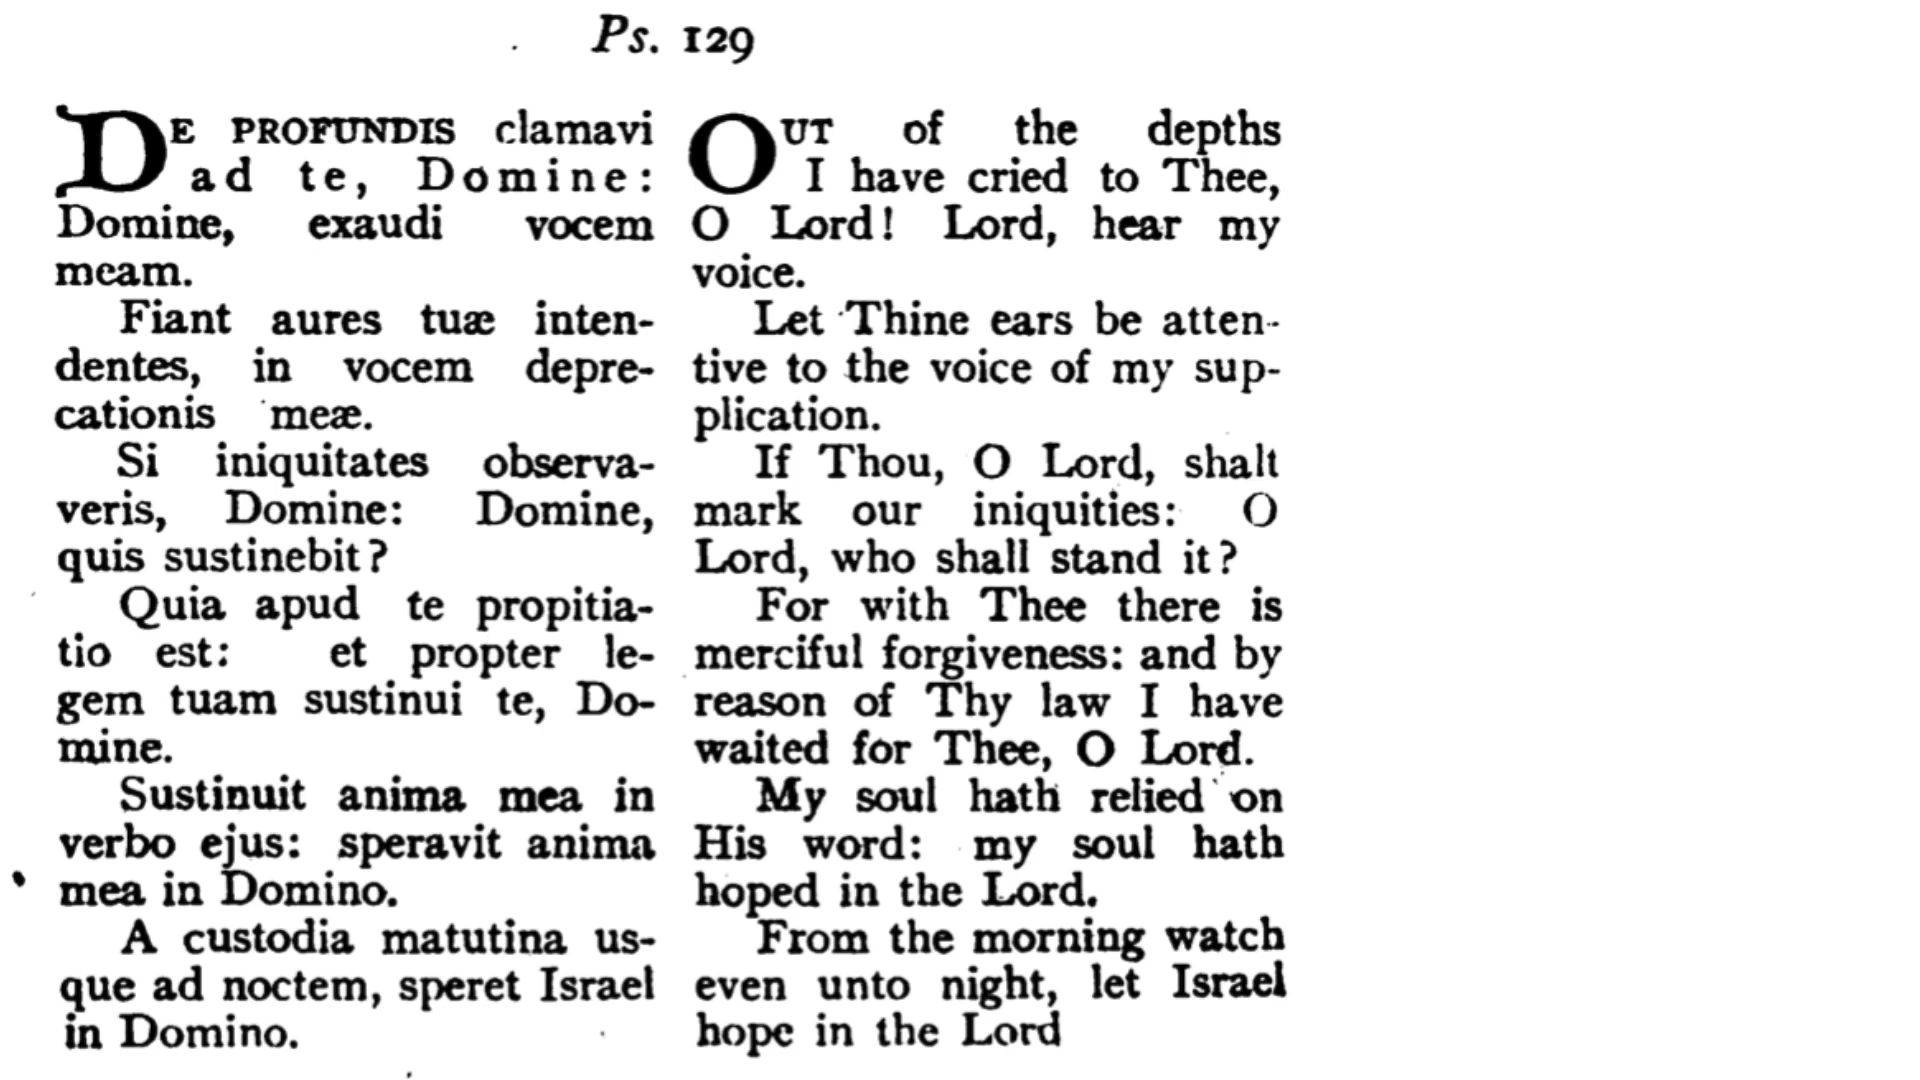 Ps. 129
DE PROFUNDIS clamavi
ad te, Domine:
Domine, exaudi vocem
meam.
Fiant aures tuæ inten-
dentes, in vocem depre-
cationis meæ.
Si iniquitates observa-
veris, Domine: Domine,
quis sustinebit?
Quia apud te propitia-
tio est: et propter le-
gem tuam sustinui te, Do-
mine.
Sustinuit anima mea in
verbo ejus: speravit anima
mea in Domino.
A custodia matutina us-
que ad noctem, speret Israel
in Domino.
OUT of the depths
I have cried to Thee,
O Lord! Lord, hear my
voice.
Let Thine ears be atten-
tive to the voice of my sup-
plication.
If Thou, O Lord, shalt
mark our iniquities: O
Lord, who shall stand it?
For with Thee there is
merciful forgiveness: and by
reason of Thy law I have
waited for Thee, O Lord.
My soul hath relied on
His word: my soul hath
hoped in the Lord.
From the morning watch
even unto night, let Israel
hope in the Lord